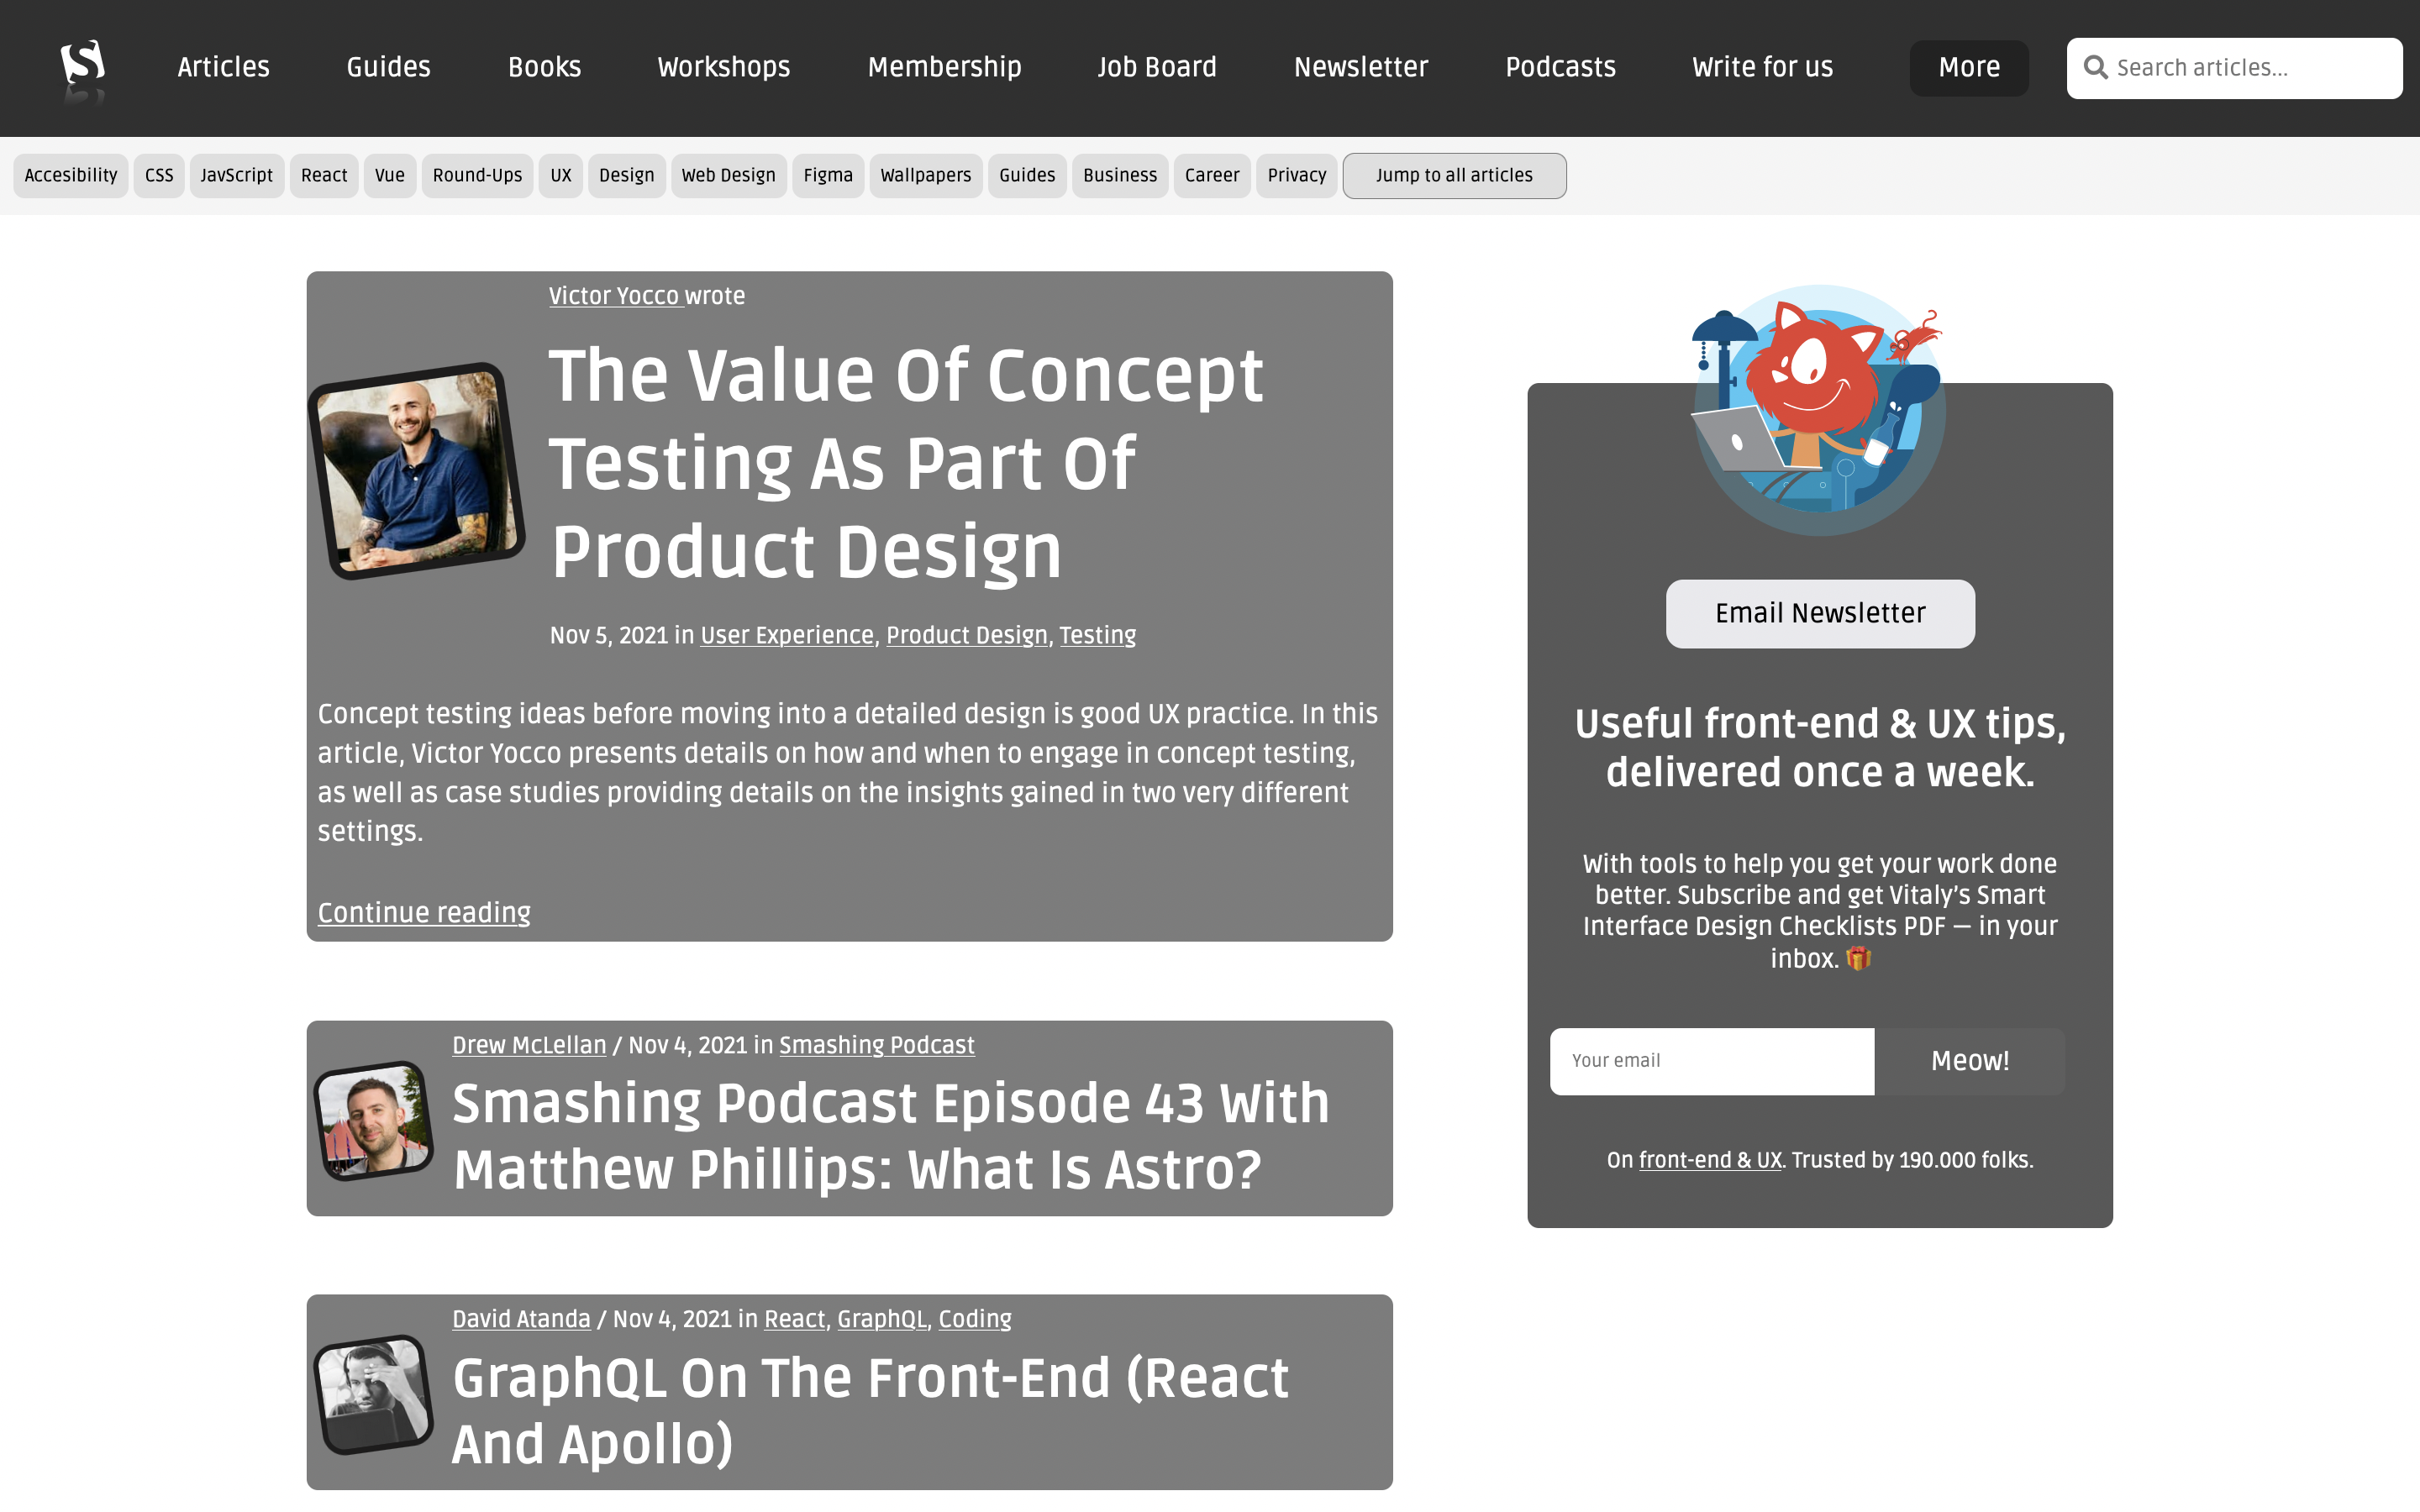 Articles Guides Books Workshops Membership Job Board Newsletter Podcasts Write for us More Search articles...
Accesibility CSS JavScript React Vue Round-Ups UX Design Web Design Figma Wallpapers Guides Business Career Privacy Jump to all articles
Victor Yocco wrote
The Value Of Concept
Testing As Part Of
Product Design
Nov 5, 2021 in User Experience, Product Design, Testing
Concept testing ideas before moving into a detailed design is good UX practice. In this
article, Victor Yocco presents details on how and when to engage in concept testing,
as well as case studies providing details on the insights gained in two very different
settings.
Continue reading
Drew McLellan / Nov 4, 2021 in Smashing Podcast
Smashing Podcast Episode 43 With
Matthew Phillips: What Is Astro?
David Atanda / Nov 4, 2021 in React, GraphQL, Coding
GraphQL On The Front-End (React
And Apollo)
Email Newsletter
Useful front-end & UX tips,
delivered once a week.
With tools to help you get your work done
better. Subscribe and get Vitaly’s Smart
Interface Design Checklists PDF — in your
inbox. 🎁
Your email Meow!
On front-end & UX. Trusted by 190.000 folks.